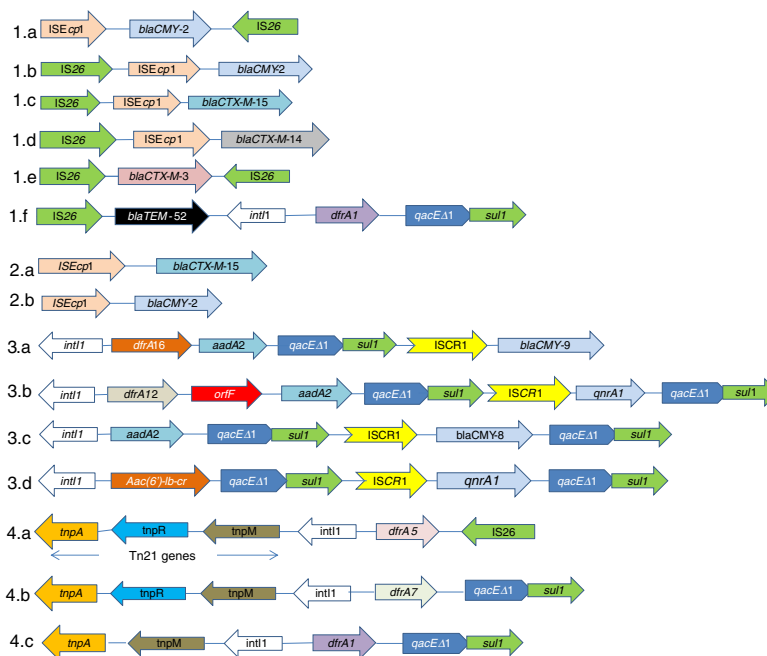 1.a ISEcp1 blaCMY-2 IS26
1.b IS26 ISEcp1 blaCMY-2
1.c IS26 ISEcp1 blaCTX-M-15
1.d IS26 ISEcp1 blaCTX-M-14
1.e IS26 blaCTX-M-3 IS26
1.f IS26 blaTEM-52 intI1 dfrA1 qacEΔ1 sul1
2.a ISEcp1 blaCTX-M-15
2.b ISEcp1 blaCMY-2
3.a intI1 dfrA16 aadA2 qacEΔ1 sul1 ISCR1 blaCMY-9
3.b intI1 dfrA12 orfF aadA2 qacEΔ1 sul1 ISCR1 qnrA1 qacEΔ1 sul1
3.c intI1 aadA2 qacEΔ1 sul1 ISCR1 blaCMY-8 qacEΔ1 sul1
3.d intI1 Aac(6')-Ib-cr qacEΔ1 sul1 ISCR1 qnrA1 qacEΔ1 sul1
4.a tnpA tnpR tnpM intI1 dfrA5 IS26
Tn21 genes
4.b tnpA tnpR tnpM intI1 dfrA7 qacEΔ1 sul1
4.c tnpA tnpM intI1 dfrA1 qacEΔ1 sul1